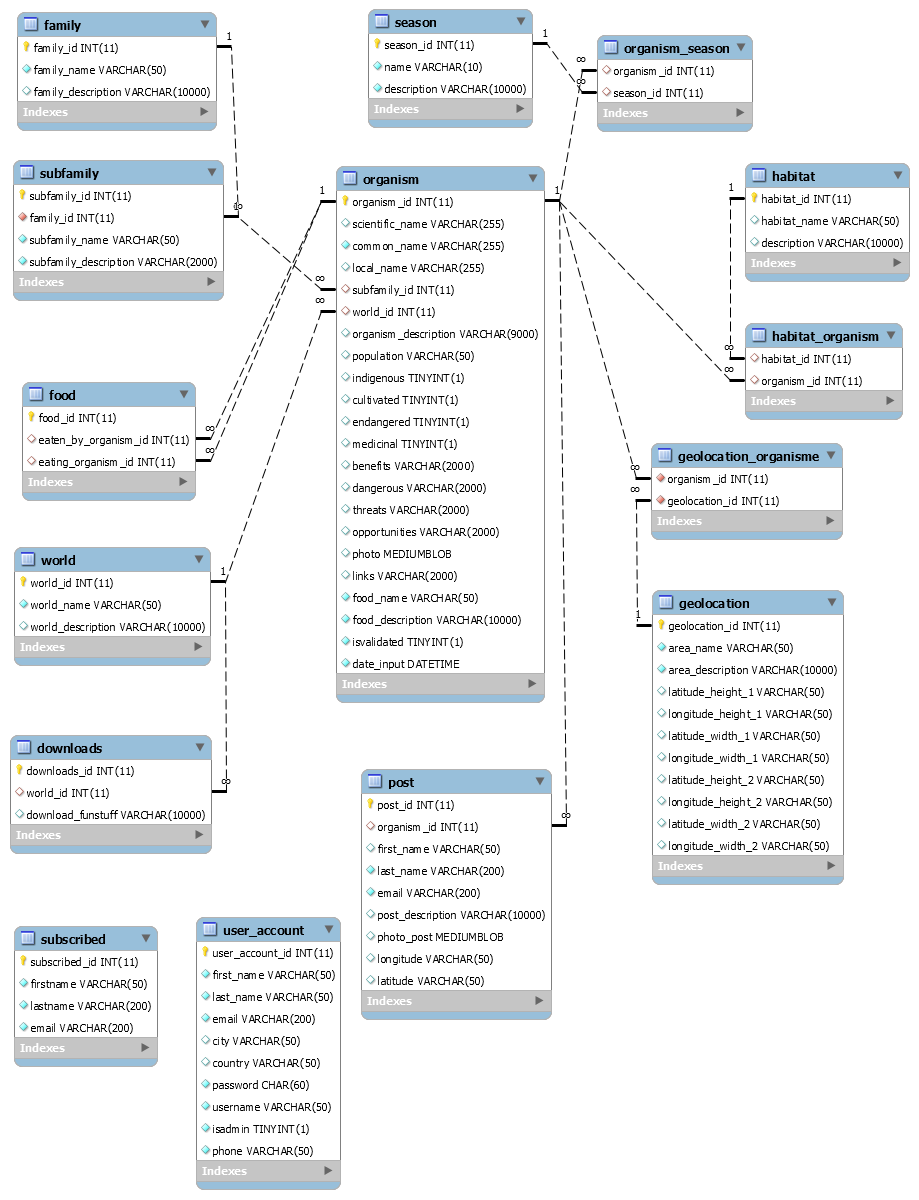 family
family_id INT(11)
family_name VARCHAR(50)
family_description VARCHAR(10000)
Indexes
1
∞
season
season_id INT(11)
name VARCHAR(10)
description VARCHAR(10000)
Indexes
1
organism_season
organism_id INT(11)
season_id INT(11)
Indexes
∞
∞
subfamily
subfamily_id INT(11)
family_id INT(11)
subfamily_name VARCHAR(50)
subfamily_description VARCHAR(2000)
Indexes
1
organism
organism_id INT(11)
scientific_name VARCHAR(255)
common_name VARCHAR(255)
local_name VARCHAR(255)
subfamily_id INT(11)
world_id INT(11)
organism_description VARCHAR(9000)
population VARCHAR(50)
indigenous TINYINT(1)
cultivated TINYINT(1)
endangered TINYINT(1)
medicinal TINYINT(1)
benefits VARCHAR(2000)
dangerous VARCHAR(2000)
threats VARCHAR(2000)
opportunities VARCHAR(2000)
photo MEDIUMBLOB
links VARCHAR(2000)
food_name VARCHAR(50)
food_description VARCHAR(10000)
isvalidated TINYINT(1)
date_input DATETIME
Indexes
1
1
∞
∞
habitat
habitat_id INT(11)
habitat_name VARCHAR(50)
description VARCHAR(10000)
Indexes
1
habitat_organism
habitat_id INT(11)
organism_id INT(11)
Indexes
∞
∞
food
food_id INT(11)
eaten_by_organism_id INT(11)
eating_organism_id INT(11)
Indexes
∞
∞
geolocation_organisme
organism_id INT(11)
geolocation_id INT(11)
Indexes
∞
∞
world
world_id INT(11)
world_name VARCHAR(50)
world_description VARCHAR(10000)
Indexes
1
geolocation
geolocation_id INT(11)
area_name VARCHAR(50)
area_description VARCHAR(10000)
latitude_height_1 VARCHAR(50)
longitude_height_1 VARCHAR(50)
latitude_width_1 VARCHAR(50)
longitude_width_1 VARCHAR(50)
latitude_height_2 VARCHAR(50)
longitude_height_2 VARCHAR(50)
latitude_width_2 VARCHAR(50)
longitude_width_2 VARCHAR(50)
Indexes
1
downloads
downloads_id INT(11)
world_id INT(11)
download_funstuff VARCHAR(10000)
Indexes
∞
post
post_id INT(11)
organism_id INT(11)
first_name VARCHAR(50)
last_name VARCHAR(200)
email VARCHAR(200)
post_description VARCHAR(10000)
photo_post MEDIUMBLOB
longitude VARCHAR(50)
latitude VARCHAR(50)
Indexes
∞
subscribed
subscribed_id INT(11)
firstname VARCHAR(50)
lastname VARCHAR(200)
email VARCHAR(200)
Indexes
user_account
user_account_id INT(11)
first_name VARCHAR(50)
last_name VARCHAR(50)
email VARCHAR(200)
city VARCHAR(50)
country VARCHAR(50)
password CHAR(60)
username VARCHAR(50)
isadmin TINYINT(1)
phone VARCHAR(50)
Indexes